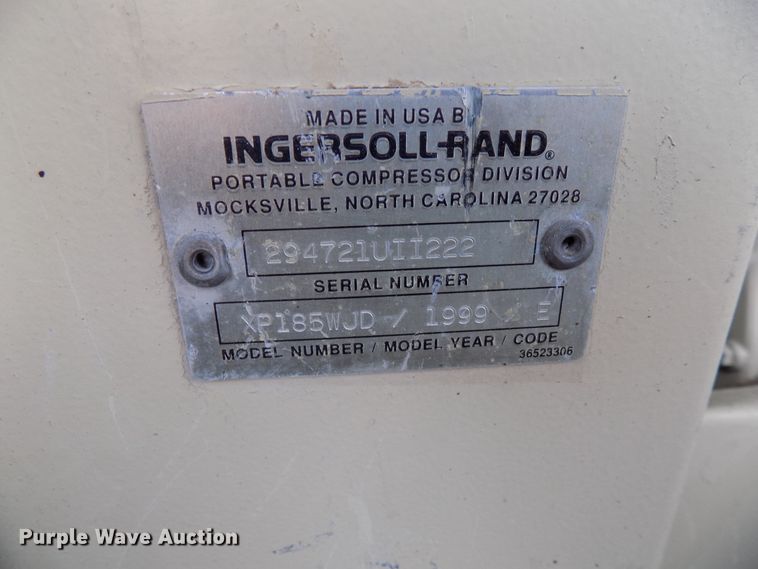 MADE IN USA B
INGERSOLL-RAND®
PORTABLE COMPRESSOR DIVISION
MOCKSVILLE, NORTH CAROLINA 27028
294721UII222
SERIAL NUMBER
XP185WJD / 1999 / E
MODEL NUMBER / MODEL YEAR / CODE
36523306
Purple Wave Auction